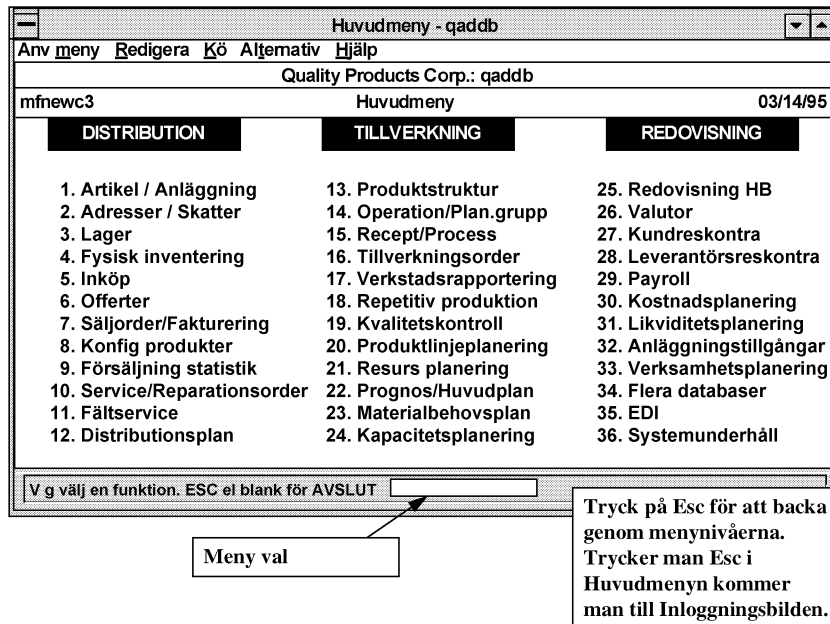 Huvudmeny - qaddb
Anv meny Redigera Kö Alternativ Hjälp
Quality Products Corp.: qaddb
mfnewc3 Huvudmeny 03/14/95
DISTRIBUTION TILLVERKNING REDOVISNING
1. Artikel / Anläggning 13. Produktstruktur 25. Redovisning HB
2. Adresser / Skatter 14. Operation/Plan.grupp 26. Valutor
3. Lager 15. Recept/Process 27. Kundreskontra
4. Fysisk inventering 16. Tillverkningsorder 28. Leverantörsreskontra
5. Inköp 17. Verkstadsrapportering 29. Payroll
6. Offerter 18. Repetitiv produktion 30. Kostnadsplanering
7. Säljorder/Fakturering 19. Kvalitetskontroll 31. Likviditetsplanering
8. Konfig produkter 20. Produktlinjeplanering 32. Anläggningstillgångar
9. Försäljning statistik 21. Resurs planering 33. Verksamhetsplanering
10. Service/Reparationsorder 22. Prognos/Huvudplan 34. Flera databaser
11. Fältservice 23. Materialbehovsplan 35. EDI
12. Distributionsplan 24. Kapacitetsplanering 36. Systemunderhåll
V g välj en funktion. ESC el blank för AVSLUT
Meny val
Tryck på Esc för att backa
genom menynivåerna.
Trycker man Esc i
Huvudmenyn kommer
man till Inloggningsbilden.